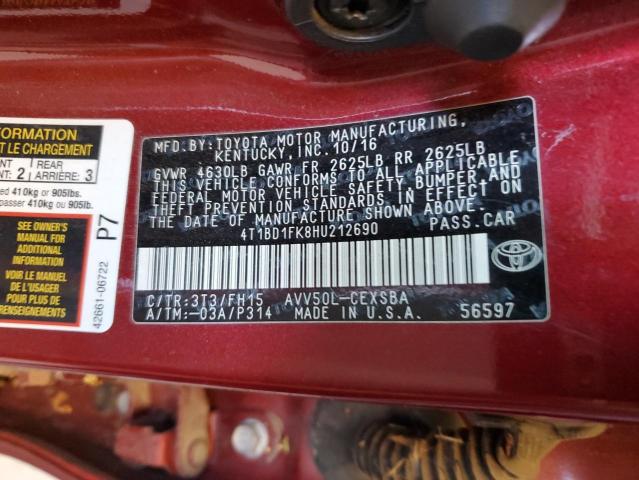 FORMATION
T LE CHARGEMENT
NT : 2 REAR ARRIÈRE: 3
ed 410kg or 905lbs.
passer 410kg ou 905lb.
SEE OWNER'S
MANUAL FOR
ADDITIONAL
INFORMATION
VOIR LE MANUEL
DE L'USAGER
POUR PLUS DE
RENSEIGNEMENTS
P7
42661-06722
MFD.BY:TOYOTA MOTOR MANUFACTURING,
KENTUCKY, INC. 10/16
GVWR 4630LB GAWR FR 2625LB RR 2625LB
THIS VEHICLE CONFORMS TO ALL APPLICABLE
FEDERAL MOTOR VEHICLE SAFETY, BUMPER, AND
THEFT PREVENTION STANDARDS IN EFFECT
ON THE DATE OF MANUFACTURE SHOWN ABOVE.
4T1BD1FK8HU212690 PASS.CAR
C/TR:3T3/FH15 AVV50L-CEXSBA
A/TM:-03A/P314 MADE IN U.S.A. 56597